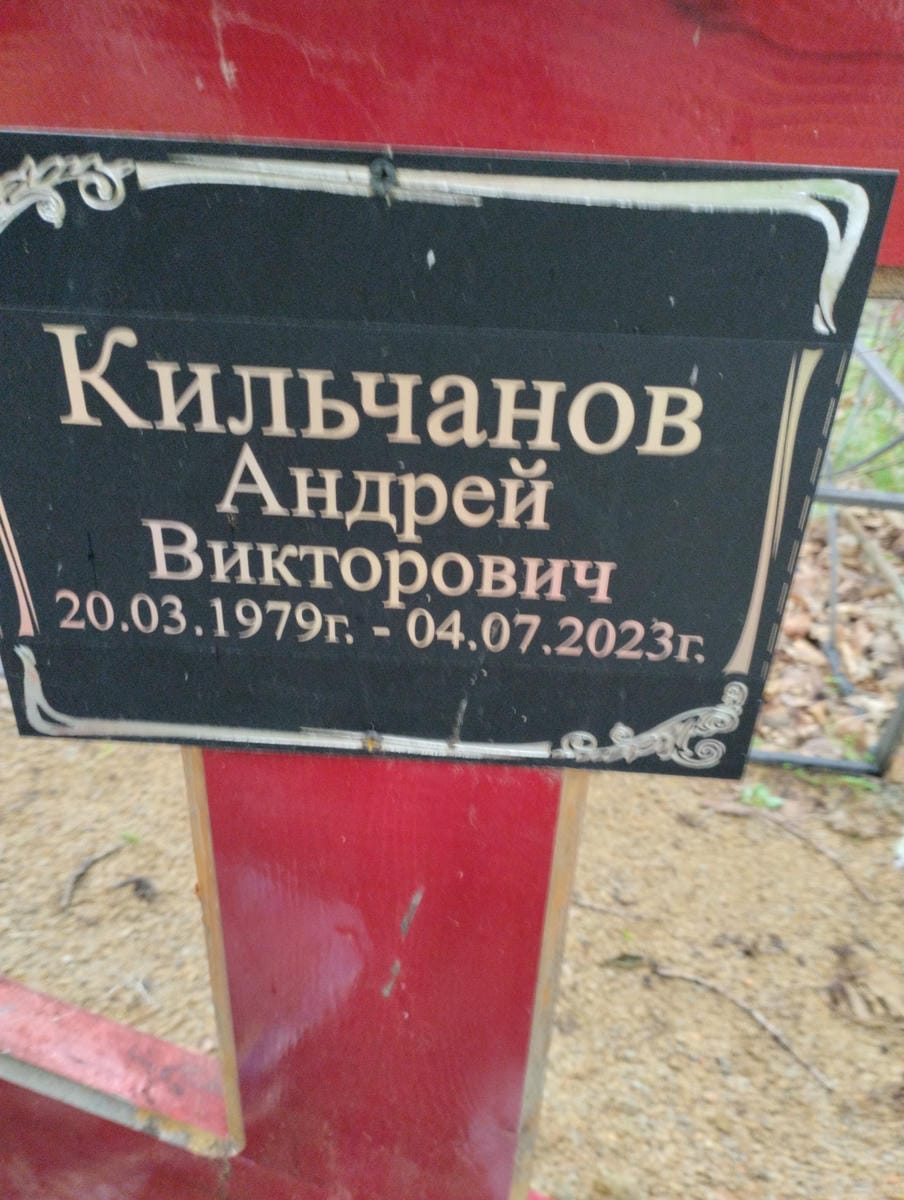 Кильчанов
Андрей
Викторович
20.03.1979г. - 04.07.2023г.